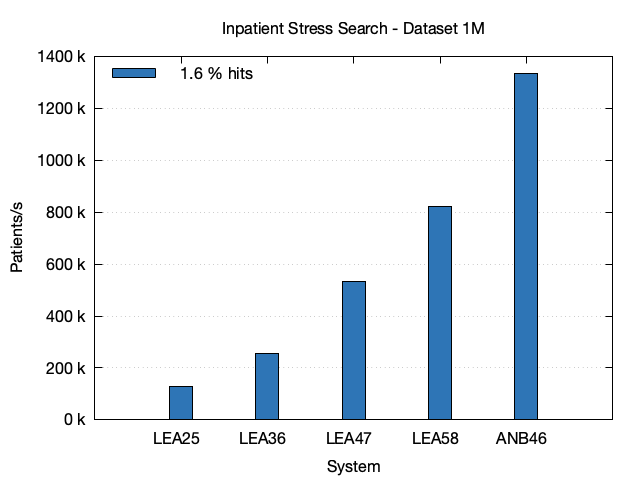 Inpatient Stress Search - Dataset 1M
1400 k
1.6 % hits
1200 k
1000 k
800 k
600 k
400 k
200 k
0 k
Patients/s
LEA25 LEA36 LEA47 LEA58 ANB46
System